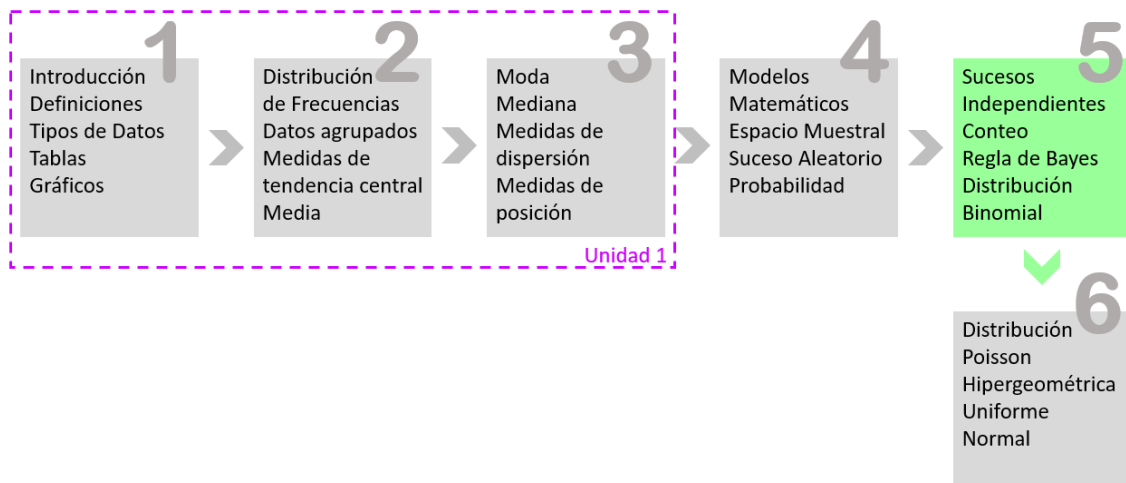 1
Introducción
Definiciones
Tipos de Datos
Tablas
Gráficos
2
Distribución
de Frecuencias
Datos agrupados
Medidas de
tendencia central
Media
3
Moda
Mediana
Medidas de
dispersión
Medidas de
posición
Unidad 1
4
Modelos
Matemáticos
Espacio Muestral
Suceso Aleatorio
Probabilidad
5
Sucesos
Independientes
Conteo
Regla de Bayes
Distribución
Binomial
6
Distribución
Poisson
Hipergeométrica
Uniforme
Normal